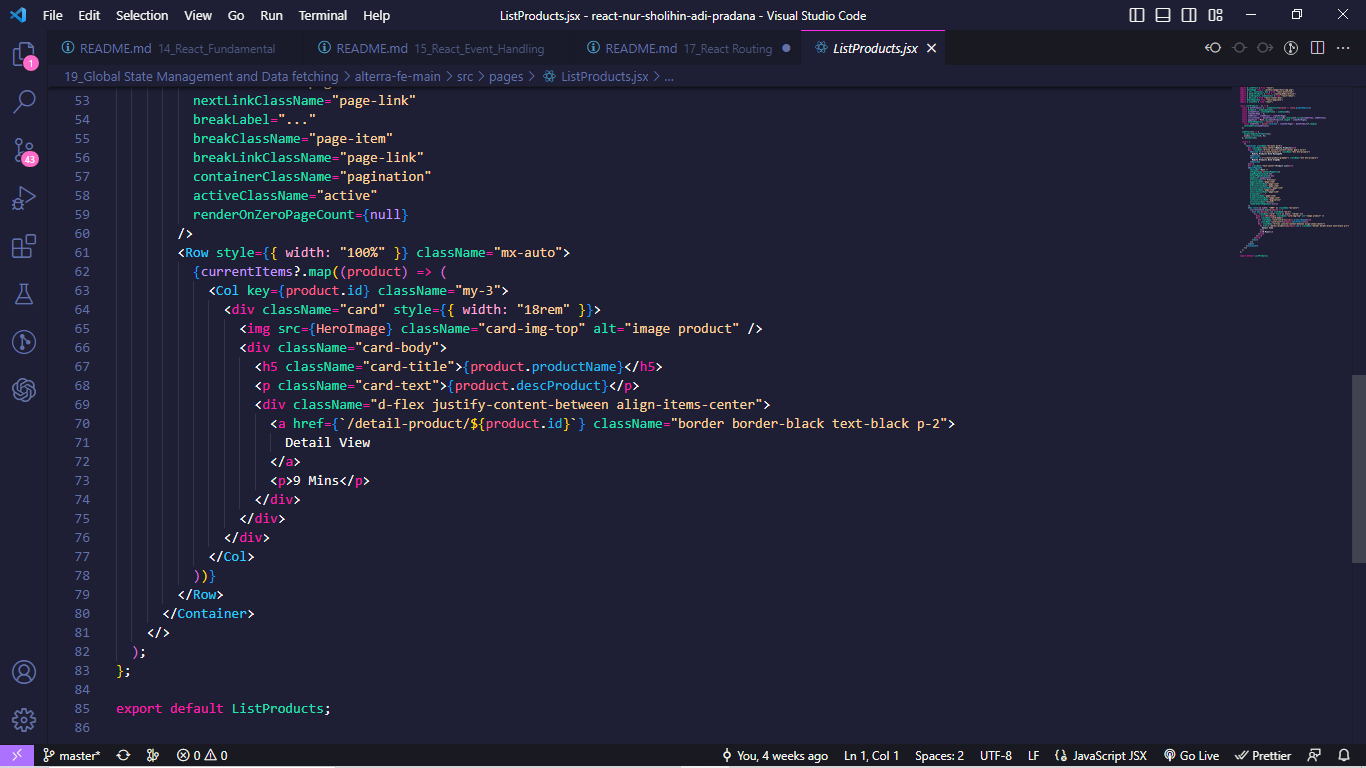 File Edit Selection View Go Run Terminal Help ListProducts.jsx - react-nur-sholihin-adi-pradana - Visual Studio Code
README.md 14_React_Fundamental README.md 15_React_Event_Handling README.md 17_React Routing ListProducts.jsx
19_Global State Management and Data fetching > alterra-fe-main > src > pages > ListProducts.jsx > ...
53 nextLinkClassName="page-link"
54 breakLabel="..."
55 breakClassName="page-item"
56 breakLinkClassName="page-link"
57 containerClassName="pagination"
58 activeClassName="active"
59 renderOnZeroPageCount={null}
60 />
61 <Row style={{ width: "100%" }} className="mx-auto">
62 {currentItems?.map((product) => (
63 <Col key={product.id} className="my-3">
64 <div className="card" style={{ width: "18rem" }}>
65 <img src={HeroImage} className="card-img-top" alt="image product" />
66 <div className="card-body">
67 <h5 className="card-title">{product.productName}</h5>
68 <p className="card-text">{product.descProduct}</p>
69 <div className="d-flex justify-content-between align-items-center">
70 <a href={`/detail-product/${product.id}`} className="border border-black text-black p-2">
71 Detail View
72 </a>
73 <p>9 Mins</p>
74 </div>
75 </div>
76 </div>
77 </Col>
78 ))}
79 </Row>
80 </Container>
81 </>
82 );
83 };
84
85 export default ListProducts;
86
1
43
master* 0 0 You, 4 weeks ago Ln 1, Col 1 Spaces: 2 UTF-8 LF JavaScript JSX Go Live Prettier